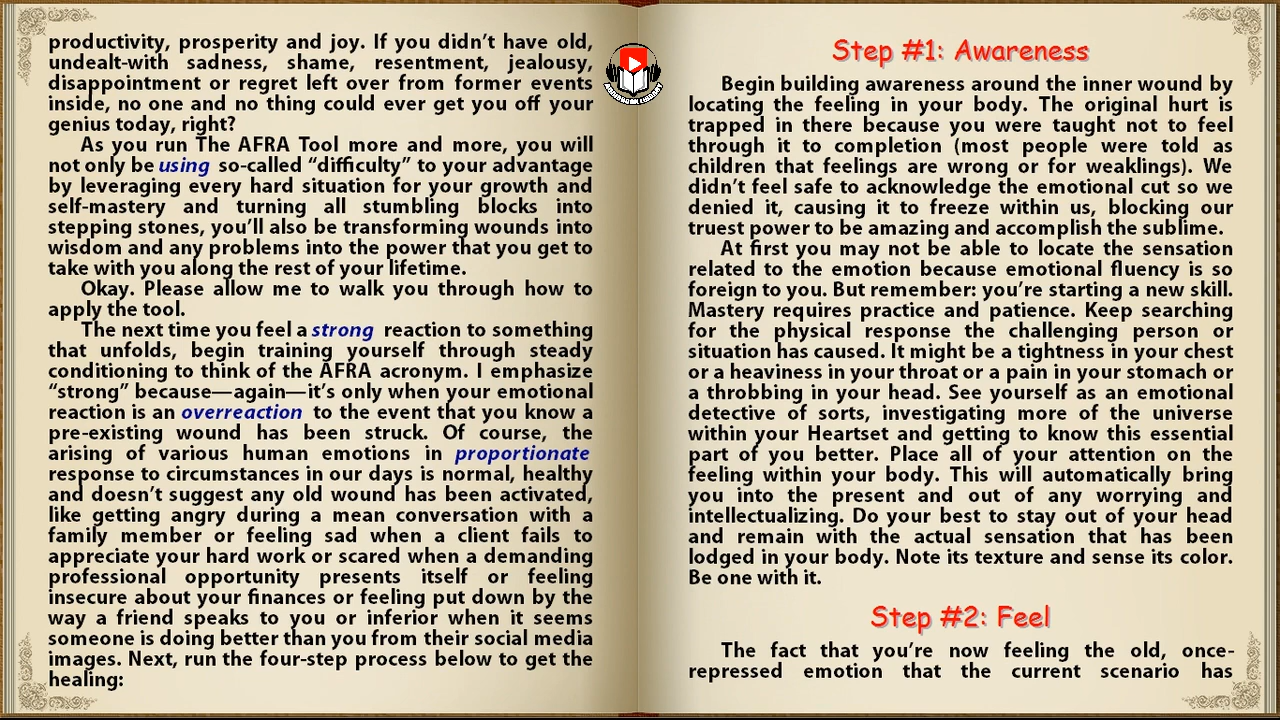 productivity, prosperity and joy. If you didn’t have old,
undealt-with sadness, shame, resentment, jealousy,
disappointment or regret left over from former events
inside, no one and no thing could ever get you off your
genius today, right?
As you run The AFRA Tool more and more, you will
not only be using so-called “difficulty” to your advantage
by leveraging every hard situation for your growth and
self-mastery and turning all stumbling blocks into
stepping stones, you’ll also be transforming wounds into
wisdom and any problems into the power that you get to
take with you along the rest of your lifetime.
Okay. Please allow me to walk you through how to
apply the tool.
The next time you feel a strong reaction to something
that unfolds, begin training yourself through steady
conditioning to think of the AFRA acronym. I emphasize
“strong” because—again—it’s only when your emotional
reaction is an overreaction to the event that you know a
pre-existing wound has been struck. Of course, the
arising of various human emotions in proportionate
response to circumstances in our days is normal, healthy
and doesn’t suggest any old wound has been activated,
like getting angry during a mean conversation with a
family member or feeling sad when a client fails to
appreciate your hard work or scared when a demanding
professional opportunity presents itself or feeling
insecure about your finances or feeling put down by the
way a friend speaks to you or inferior when it seems
someone is doing better than you from their social media
images. Next, run the four-step process below to get the
healing:
Step #1: Awareness
Begin building awareness around the inner wound by
locating the feeling in your body. The original hurt is
trapped in there because you were taught not to feel
through it to completion (most people were told as
children that feelings are wrong or for weaklings). We
didn’t feel safe to acknowledge the emotional cut so we
denied it, causing it to freeze within us, blocking our
truest power to be amazing and accomplish the sublime.
At first you may not be able to locate the sensation
related to the emotion because emotional fluency is so
foreign to you. But remember: you’re starting a new skill.
Mastery requires practice and patience. Keep searching
for the physical response the challenging person or
situation has caused. It might be a tightness in your chest
or a heaviness in your throat or a pain in your stomach or
a throbbing in your head. See yourself as an emotional
detective of sorts, investigating more of the universe
within your Heartset and getting to know this essential
part of you better. Place all of your attention on the
feeling within your body. This will automatically bring
you into the present and out of any worrying and
intellectualizing. Do your best to stay out of your head
and remain with the actual sensation that has been
lodged in your body. Note its texture and sense its color.
Be one with it.
Step #2: Feel
The fact that you’re now feeling the old, once-
repressed emotion that the current scenario has